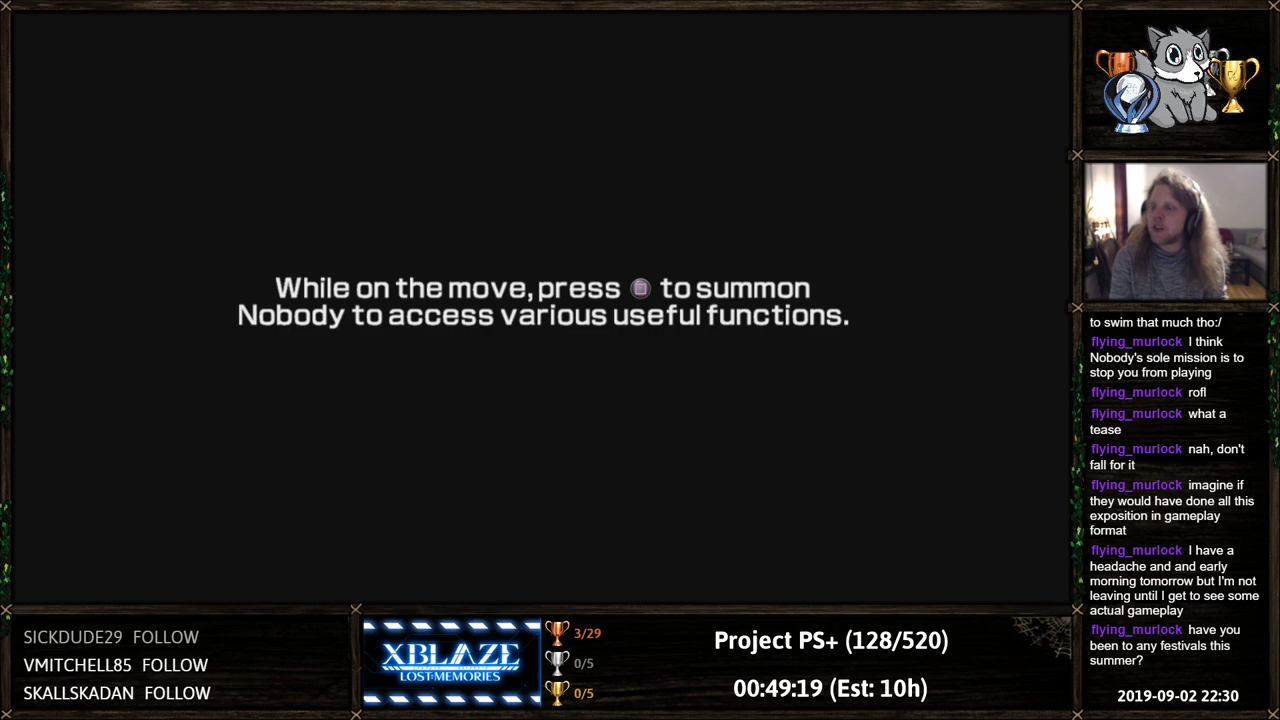 While on the move, press to summon
Nobody to access various useful functions.
to swim that much tho:/
flying_murlock I think
Nobody's sole mission is to
stop you from playing
flying_murlock rofl
flying_murlock what a
tease
flying_murlock nah, don't
fall for it
flying_murlock imagine if
they would have done all this
exposition in gameplay
format
flying_murlock I have a
headache and and early
morning tomorrow but I'm not
leaving until I get to see some
actual gameplay
flying_murlock have you
been to any festivals this
summer?
2019-09-02 22:30
SICKDUDE29 FOLLOW
VMITCHELL85 FOLLOW
SKALLSKADAN FOLLOW
XBLAZE
LOST:MEMORIES
3/29
0/5
0/5
Project PS+ (128/520)
00:49:19 (Est: 10h)